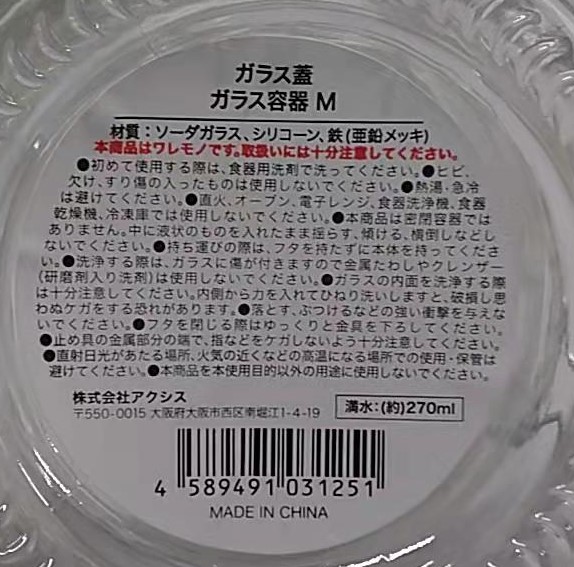 ガラス蓋
ガラス容器 M
材質：ソーダガラス、シリコーン、鉄(亜鉛メッキ)
本商品はワレモノです。取扱いには十分注意してください。
●初めて使用する際は、食器用洗剤で洗ってください。●ヒビ、
欠け、すり傷の入ったものは使用しないでください。●熱湯・急冷
は避けてください。●直火、オーブン、電子レンジ、食器洗浄機、食器
乾燥機、冷凍庫では使用しないでください。●本商品は密閉容器では
ありません。中に液状のものを入れたまま揺らす、傾ける、横倒しなどし
ないでください。●持ち運びの際は、フタを持たずに本体を持ってくださ
い。●洗浄する際は、ガラスに傷が付きますので金属たわしやクレンザー
(研磨剤入り洗剤)は使用しないでください。●ガラスの内面を洗浄する際
は十分注意してください。内側から力を入れてひねり洗いしますと、破損し思
わぬケガをする恐れがあります。●落とす、ぶつけるなどの強い衝撃を与えな
いでください。●フタを閉じる際はゆっくりと金具を下ろしてください。
●止め具の金属部分の端で、指などをケガしないよう十分注意してください。
●直射日光があたる場所、火気の近くなどの高温になる場所での使用・保管は
避けてください。●本商品を本使用目的以外の用途に使用しないでください。
株式会社アクシス
〒550-0015 大阪府大阪市西区南堀江1-4-19
満水：(約)270ml
4 589491 031251
MADE IN CHINA